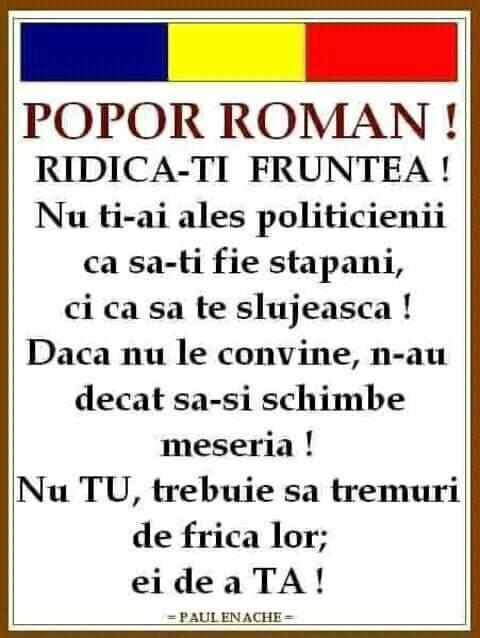 POPOR ROMAN !
RIDICA-TI FRUNTEA !
Nu ti-ai ales politicienii
ca sa-ti fie stapani,
ci ca sa te slujeasca !
Daca nu le convine, n-au
decat sa-si schimbe
meseria !
Nu TU, trebuie sa tremuri
de frica lor;
ei de a TA !
= PAUL ENACHE =